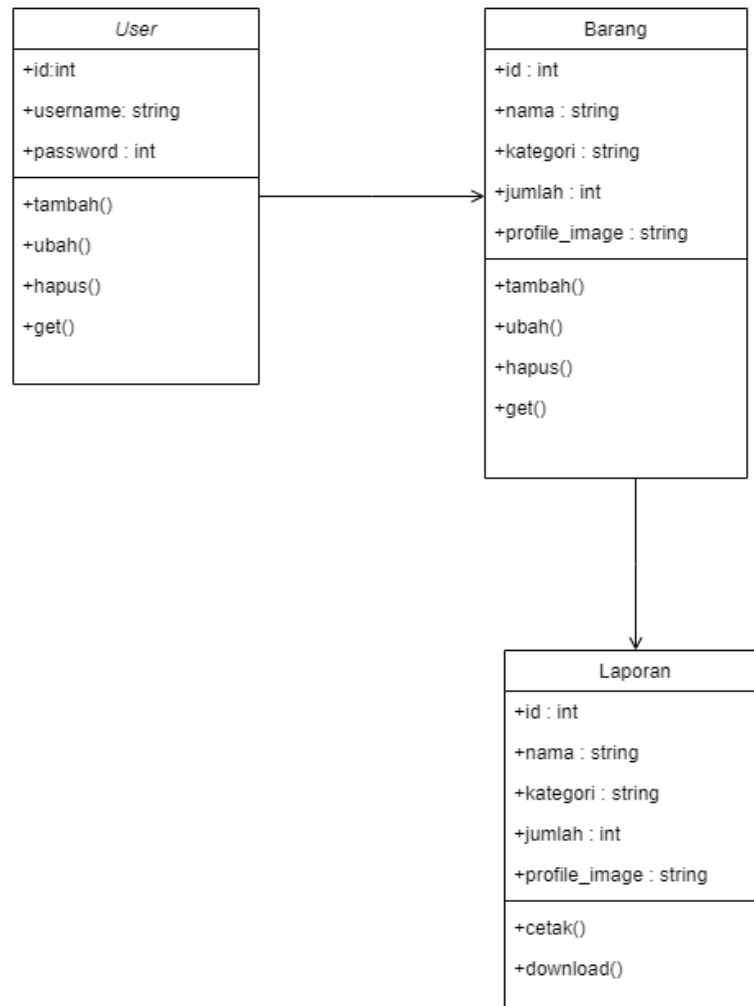 User
+id:int
+username: string
+password : int
+tambah()
+ubah()
+hapus()
+get()
Barang
+id : int
+nama : string
+kategori : string
+jumlah : int
+profile_image : string
+tambah()
+ubah()
+hapus()
+get()
Laporan
+id : int
+nama : string
+kategori : string
+jumlah : int
+profile_image : string
+cetak()
+download()